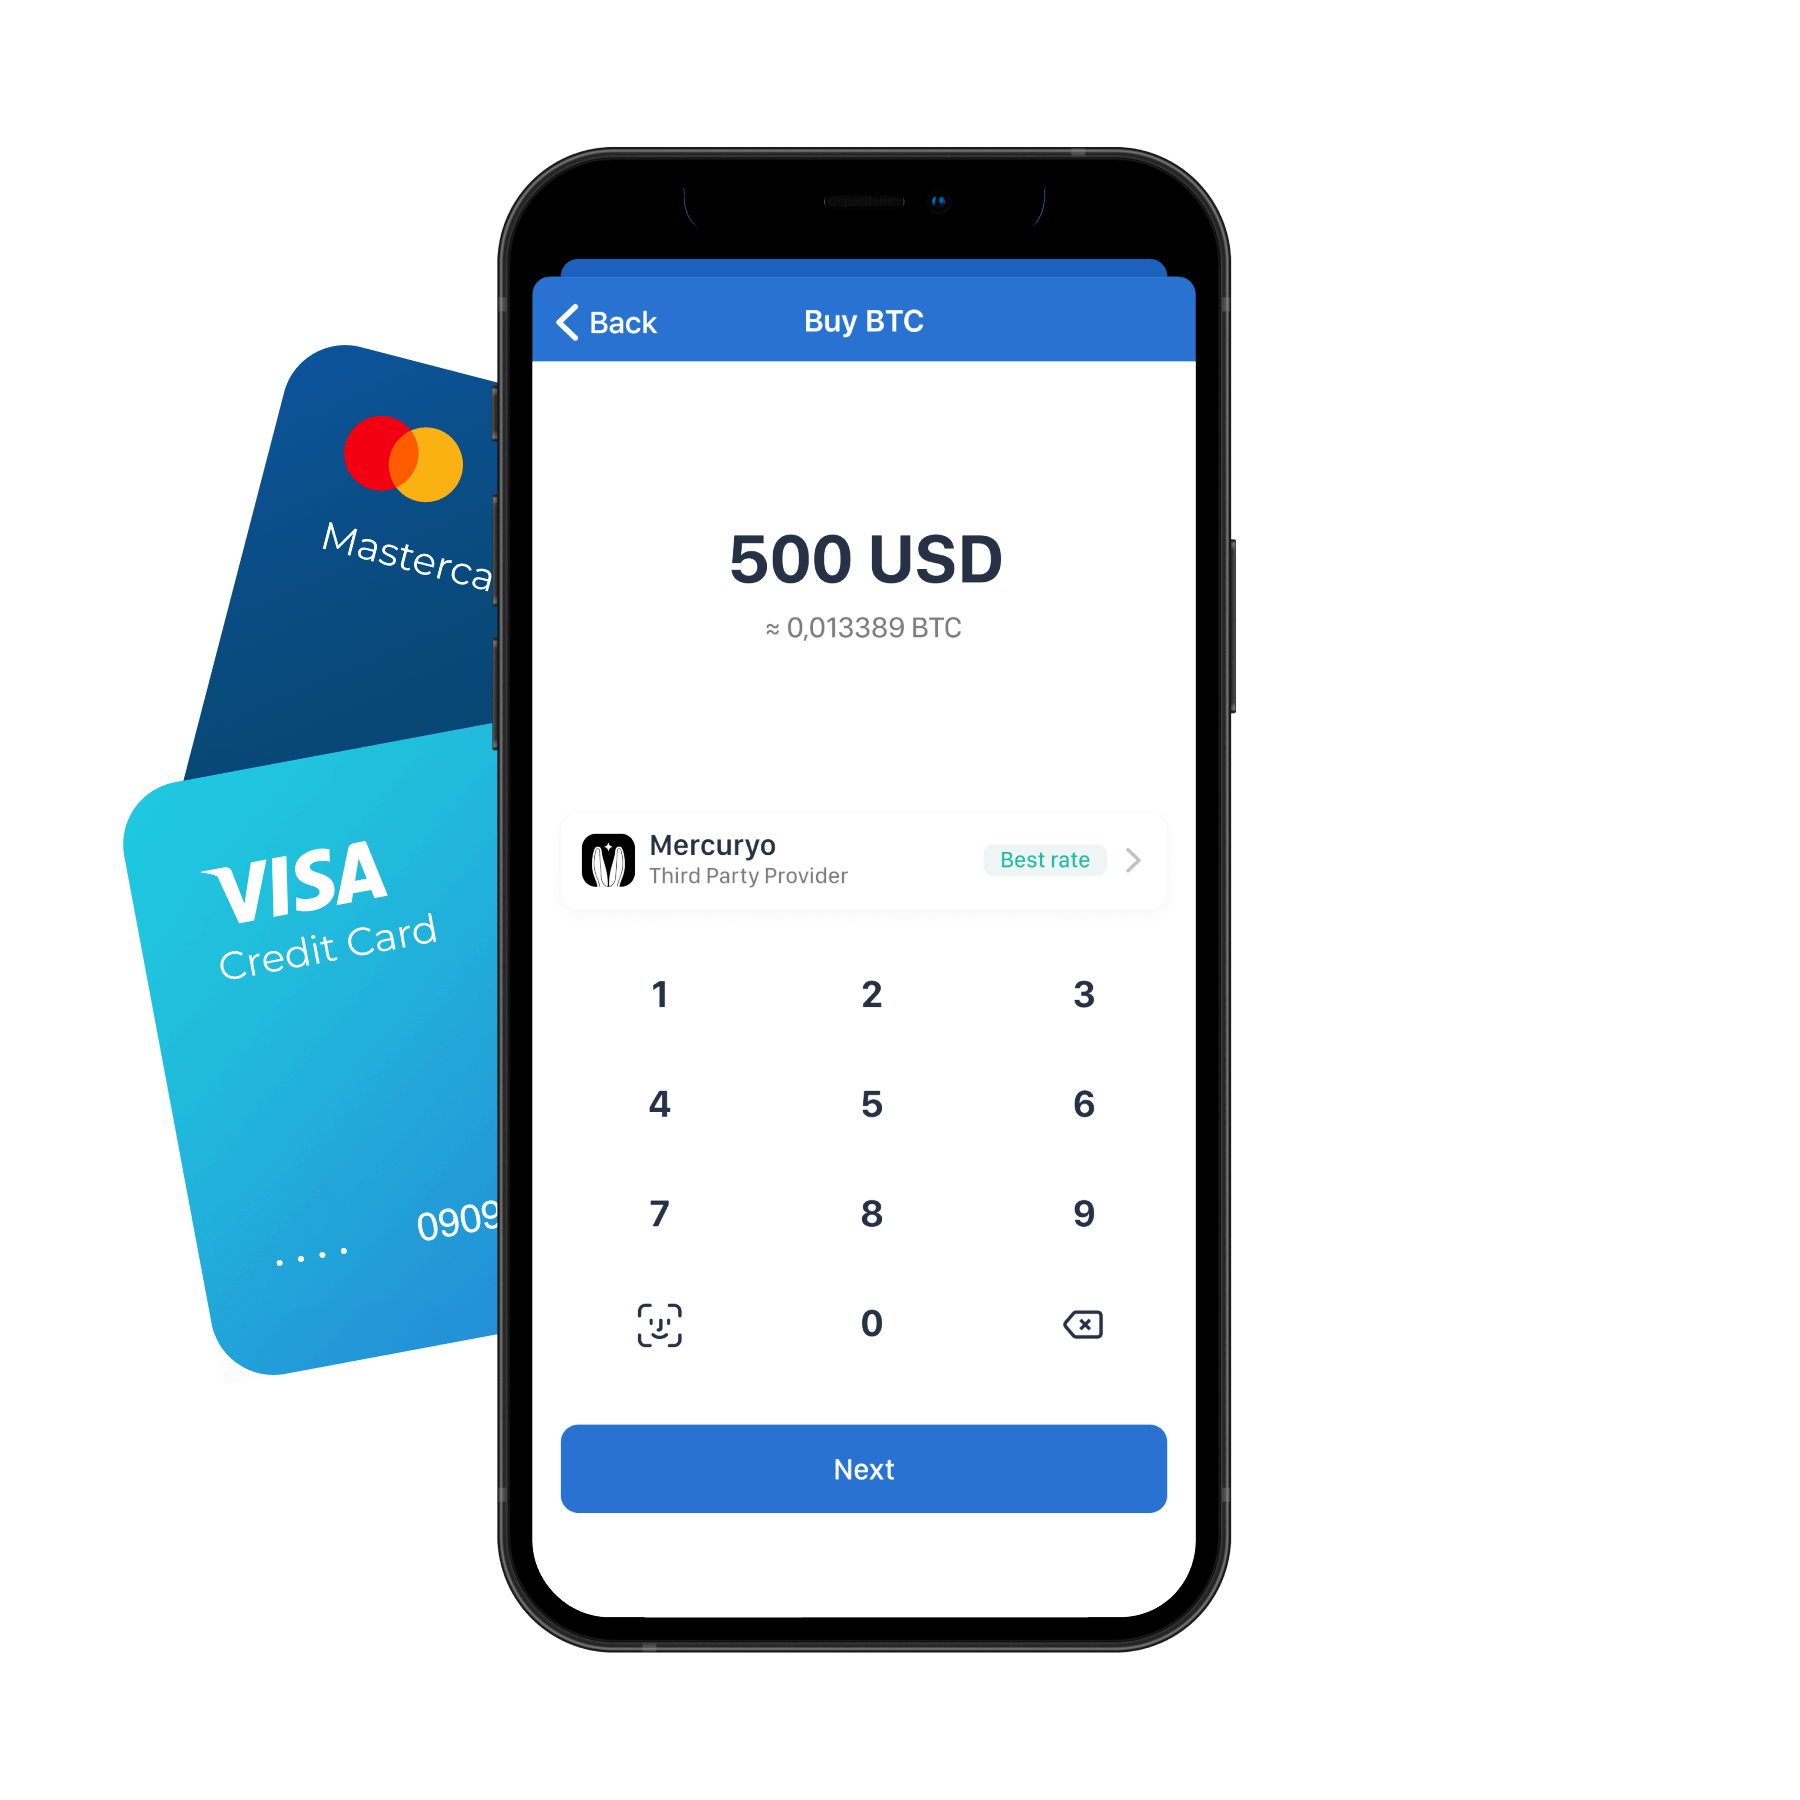 Back
Buy BTC
500 USD
≈ 0,013389 BTC
Mercuryo
Third Party Provider
Best rate
1 2 3
4 5 6
7 8 9
0
Next
Masterca
VISA
Credit Card
.... 0909